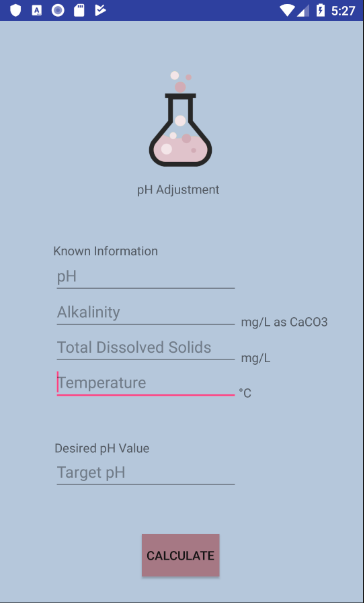 5:27
pH Adjustment
Known Information
pH
Alkalinity mg/L as CaCO3
Total Dissolved Solids mg/L
Temperature °C
Desired pH Value
Target pH
CALCULATE